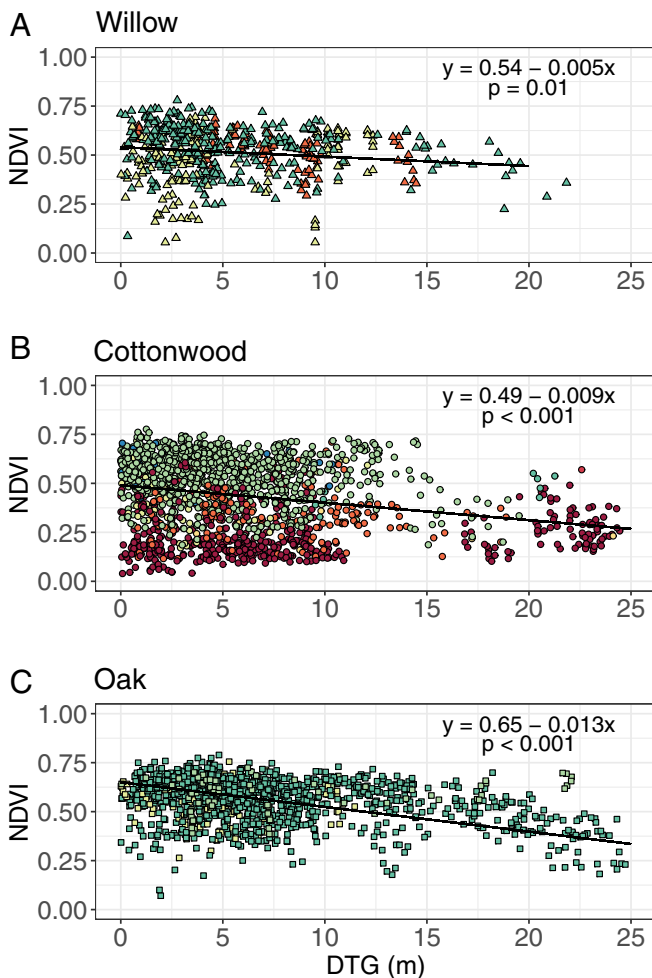 A Willow
1.00
y = 0.54 − 0.005x
p = 0.01
0.75
NDVI
0.50
0.25
0.00
0 5 10 15 20 25
B Cottonwood
1.00
y = 0.49 − 0.009x
p < 0.001
0.75
NDVI
0.50
0.25
0.00
0 5 10 15 20 25
C Oak
1.00
y = 0.65 − 0.013x
p < 0.001
0.75
NDVI
0.50
0.25
0.00
0 5 10 15 20 25
DTG (m)